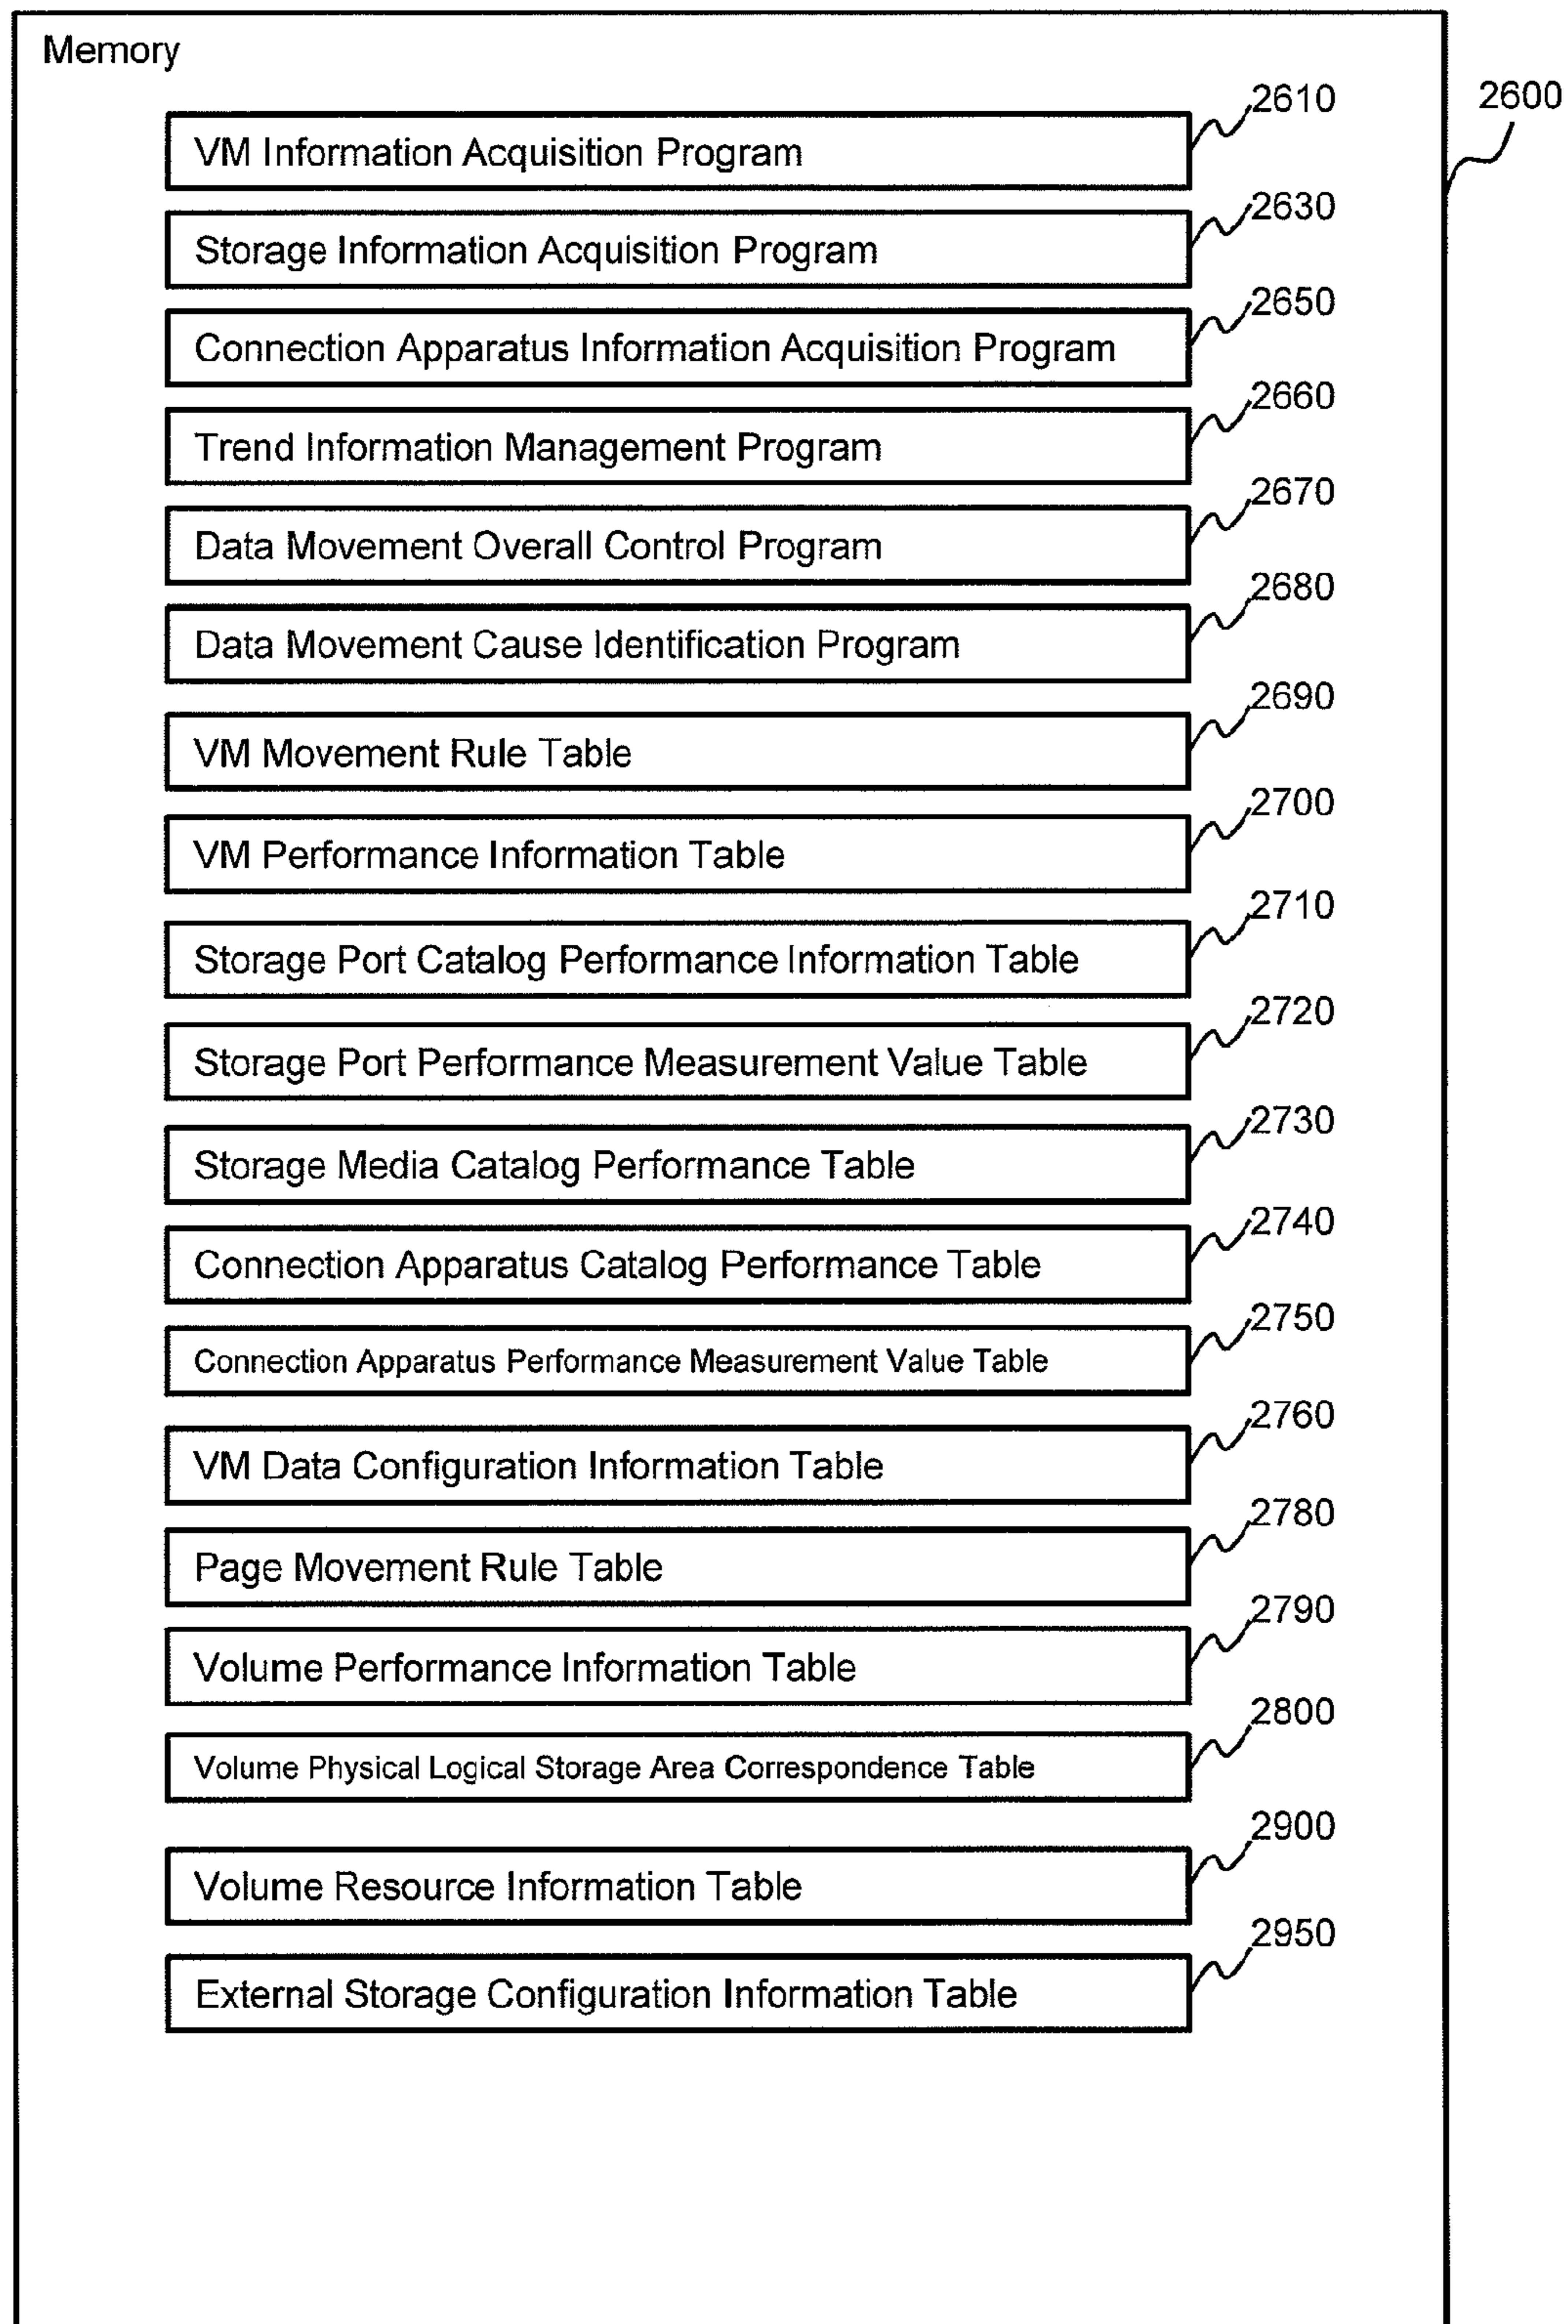 Memory
2600
2610
VM Information Acquisition Program
2630
Storage Information Acquisition Program
2650
Connection Apparatus Information Acquisition Program
2660
Trend Information Management Program
2670
Data Movement Overall Control Program
2680
Data Movement Cause Identification Program
2690
VM Movement Rule Table
2700
VM Performance Information Table
2710
Storage Port Catalog Performance Information Table
2720
Storage Port Performance Measurement Value Table
2730
Storage Media Catalog Performance Table
2740
Connection Apparatus Catalog Performance Table
2750
Connection Apparatus Performance Measurement Value Table
2760
VM Data Configuration Information Table
2780
Page Movement Rule Table
2790
Volume Performance Information Table
2800
Volume Physical Logical Storage Area Correspondence Table
2900
Volume Resource Information Table
2950
External Storage Configuration Information Table